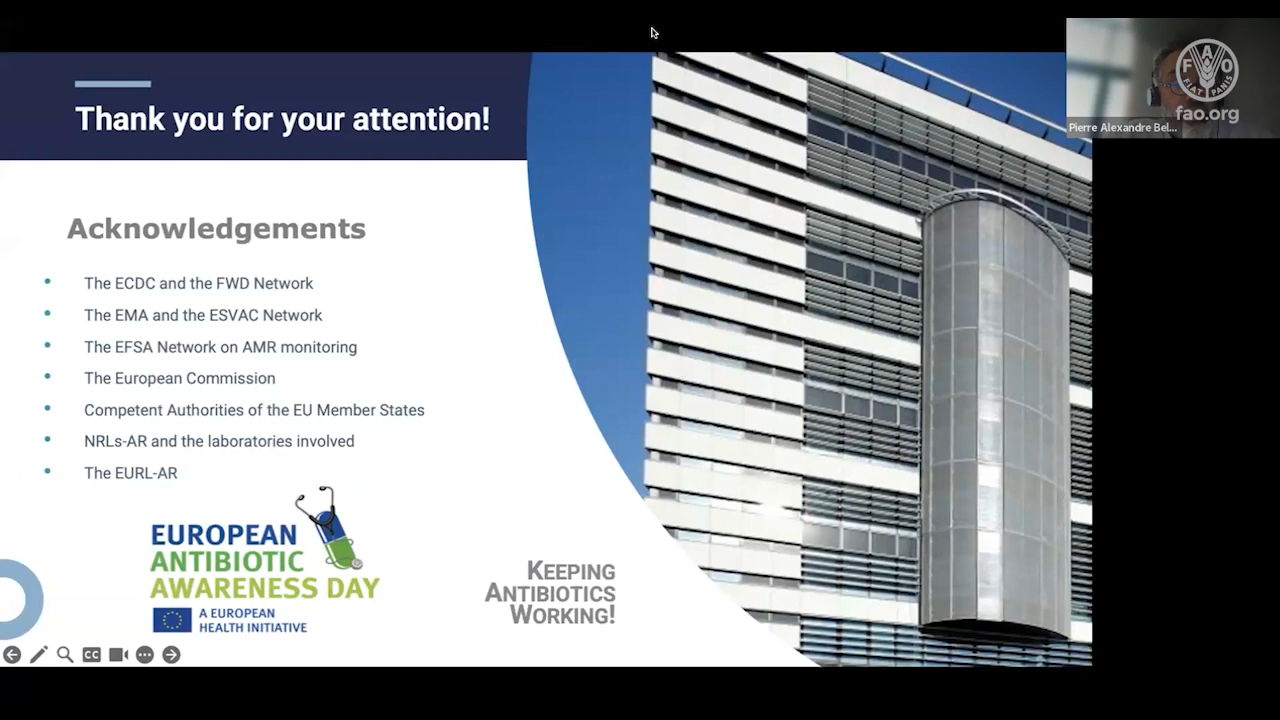 Thank you for your attention!
Acknowledgements
• The ECDC and the FWD Network
• The EMA and the ESVAC Network
• The EFSA Network on AMR monitoring
• The European Commission
• Competent Authorities of the EU Member States
• NRLs-AR and the laboratories involved
• The EURL-AR
EUROPEAN
ANTIBIOTIC
AWARENESS DAY
A EUROPEAN
HEALTH INITIATIVE
KEEPING
ANTIBIOTICS
WORKING!
CC
F A O
FIAT PANIS
fao.org
Pierre Alexandre Bel...